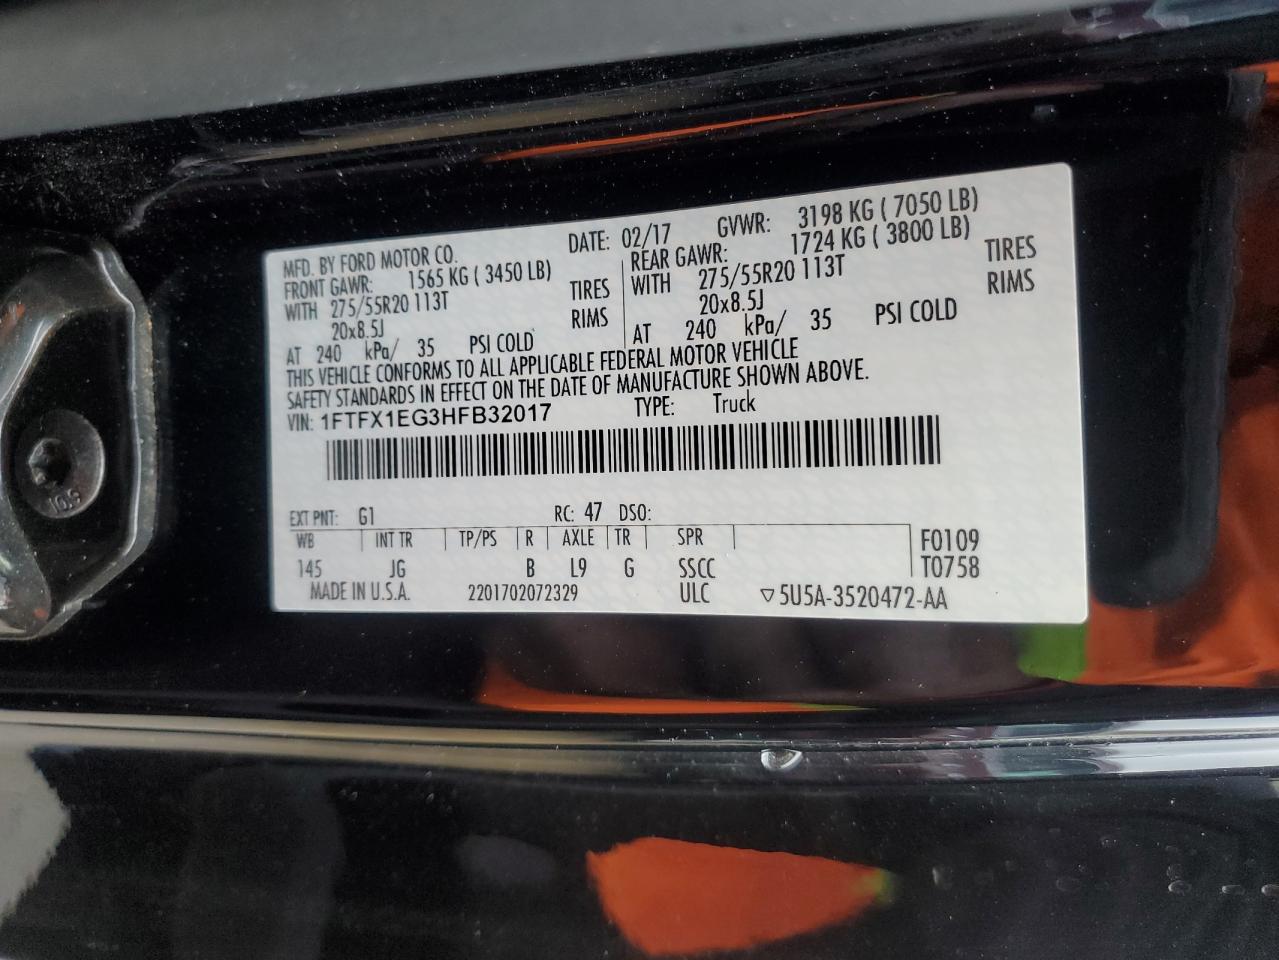 MFD. BY FORD MOTOR CO. DATE: 02/17 GVWR: 3198 KG ( 7050 LB)
FRONT GAWR: 1565 KG ( 3450 LB) REAR GAWR: 1724 KG ( 3800 LB)
WITH 275/55R20 113T TIRES WITH 275/55R20 113T TIRES
20x8.5J RIMS 20x8.5J RIMS
AT 240 kPa/ 35 PSI COLD AT 240 kPa/ 35 PSI COLD
THIS VEHICLE CONFORMS TO ALL APPLICABLE FEDERAL MOTOR VEHICLE
SAFETY STANDARDS IN EFFECT ON THE DATE OF MANUFACTURE SHOWN ABOVE.
VIN: 1FTFX1EG3HFB32017 TYPE: Truck
EXT PNT: G1 RC: 47 DSO:
WB INT TR TP/PS R AXLE TR SPR F0109
145 JG B L9 G SSCC T0758
MADE IN U.S.A. 2201702072329 ULC ▽5U5A-3520472-AA
10.9